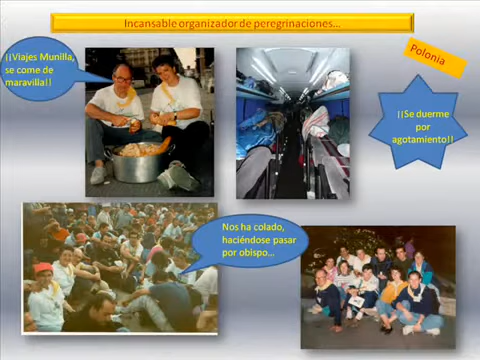 Incansable organizador de peregrinaciones...
Polonia
¡¡Viajes Munilla,
se come de
maravilla!!
¡¡Se duerme
por
agotamiento!!
Nos ha colado,
haciéndose pasar
por obispo...